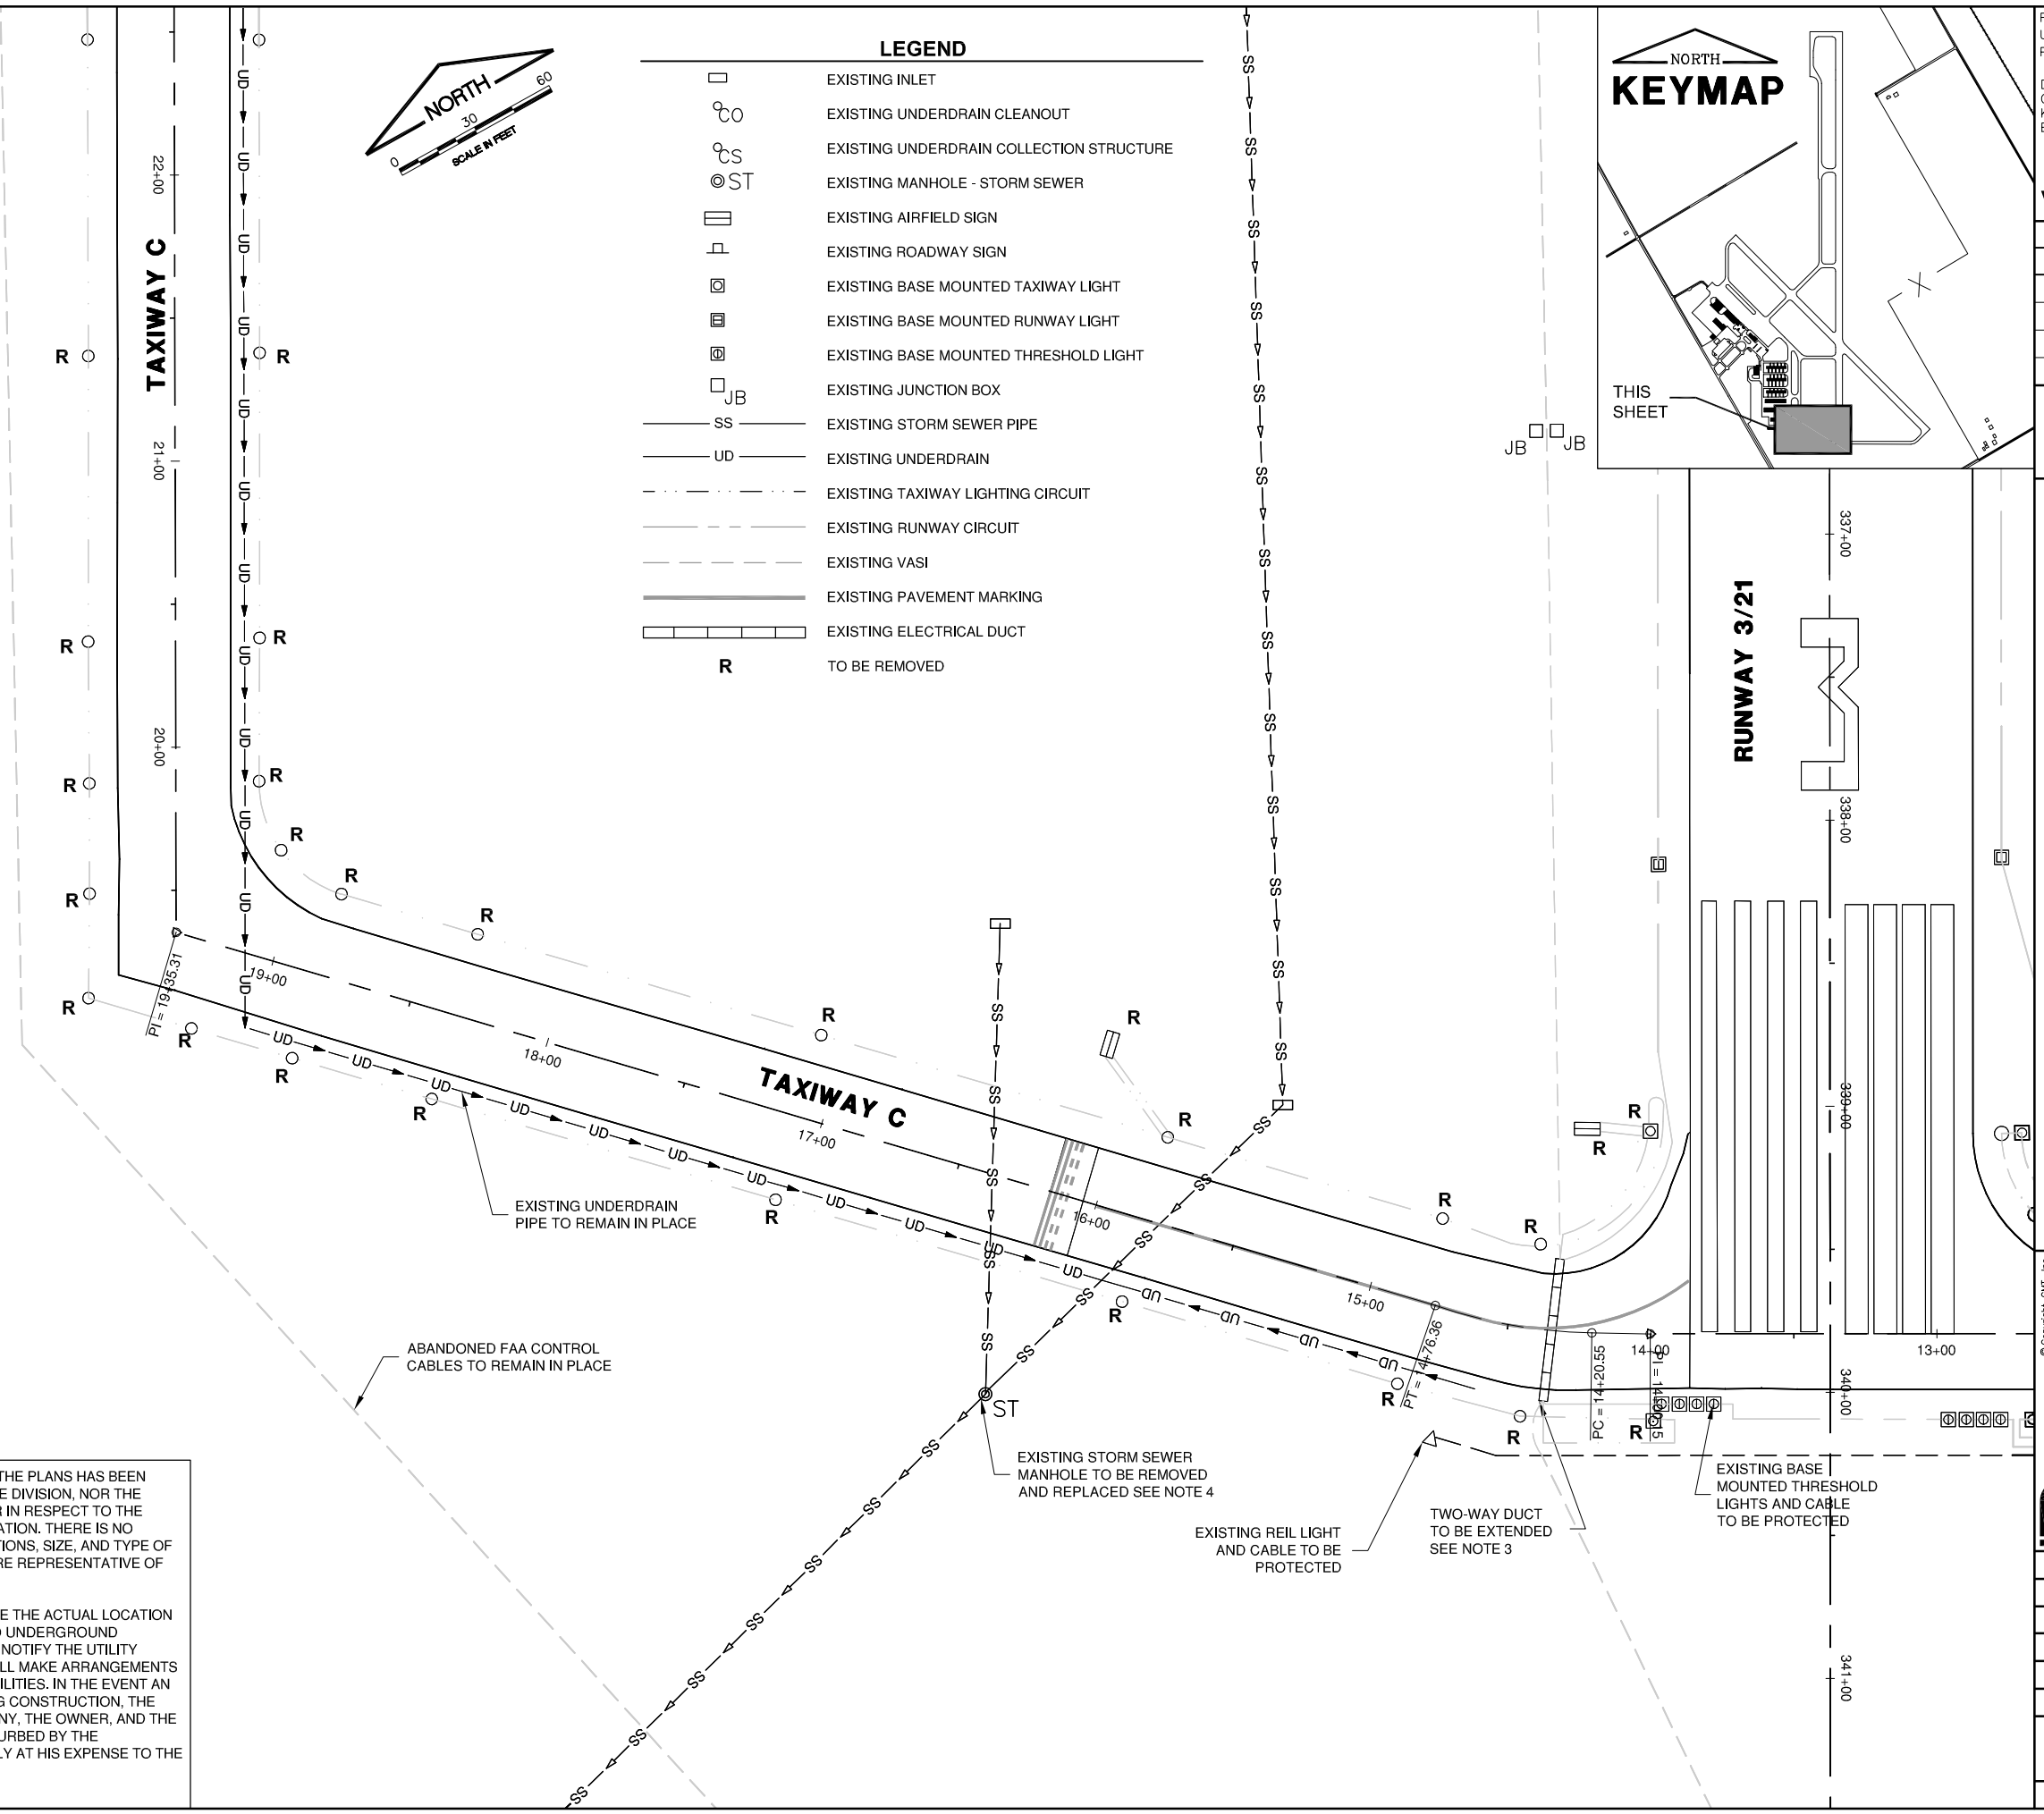 LEGEND
EXISTING INLET
CO EXISTING UNDERDRAIN CLEANOUT
CS EXISTING UNDERDRAIN COLLECTION STRUCTURE
ST EXISTING MANHOLE - STORM SEWER
EXISTING AIRFIELD SIGN
EXISTING ROADWAY SIGN
EXISTING BASE MOUNTED TAXIWAY LIGHT
EXISTING BASE MOUNTED RUNWAY LIGHT
EXISTING BASE MOUNTED THRESHOLD LIGHT
JB EXISTING JUNCTION BOX
SS EXISTING STORM SEWER PIPE
UD EXISTING UNDERDRAIN
EXISTING TAXIWAY LIGHTING CIRCUIT
EXISTING RUNWAY CIRCUIT
EXISTING VASI
EXISTING PAVEMENT MARKING
EXISTING ELECTRICAL DUCT
R TO BE REMOVED
NORTH
0 30 60
SCALE IN FEET
NORTH
KEYMAP
THIS
SHEET
JB JB
TAXIWAY C
22+00
21+00
20+00
PI = 19+35.31
19+00
18+00
17+00
16+00
15+00
14+00
13+00
TAXIWAY C
RUNWAY 3/21
337+00
338+00
339+00
340+00
341+00
PT = 14+76.36
PC = 14+20.55
EXISTING UNDERDRAIN
PIPE TO REMAIN IN PLACE
ABANDONED FAA CONTROL
CABLES TO REMAIN IN PLACE
ST
EXISTING STORM SEWER
MANHOLE TO BE REMOVED
AND REPLACED SEE NOTE 4
EXISTING REIL LIGHT
AND CABLE TO BE
PROTECTED
TWO-WAY DUCT
TO BE EXTENDED
SEE NOTE 3
EXISTING BASE
MOUNTED THRESHOLD
LIGHTS AND CABLE
TO BE PROTECTED
THE PLANS HAS BEEN
E DIVISION, NOR THE
R IN RESPECT TO THE
ATION. THERE IS NO
TIONS, SIZE, AND TYPE OF
RE REPRESENTATIVE OF
E THE ACTUAL LOCATION
D UNDERGROUND
NOTIFY THE UTILITY
LL MAKE ARRANGEMENTS
ILITIES. IN THE EVENT AN
G CONSTRUCTION, THE
NY, THE OWNER, AND THE
URBED BY THE
LY AT HIS EXPENSE TO THE